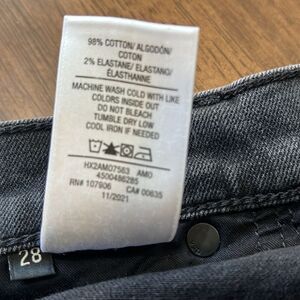 98% COTTON/ ALGODÓN/
COTON
2% ELASTANE/ ELASTANO/
ÉLASTHANNE
MACHINE WASH COLD WITH LIKE
COLORS INSIDE OUT
DO NOT BLEACH
TUMBLE DRY LOW
COOL IRON IF NEEDED
HX2AMO7563 AMO
4500486285
RN# 107906 CA# 00635
11/2021
28